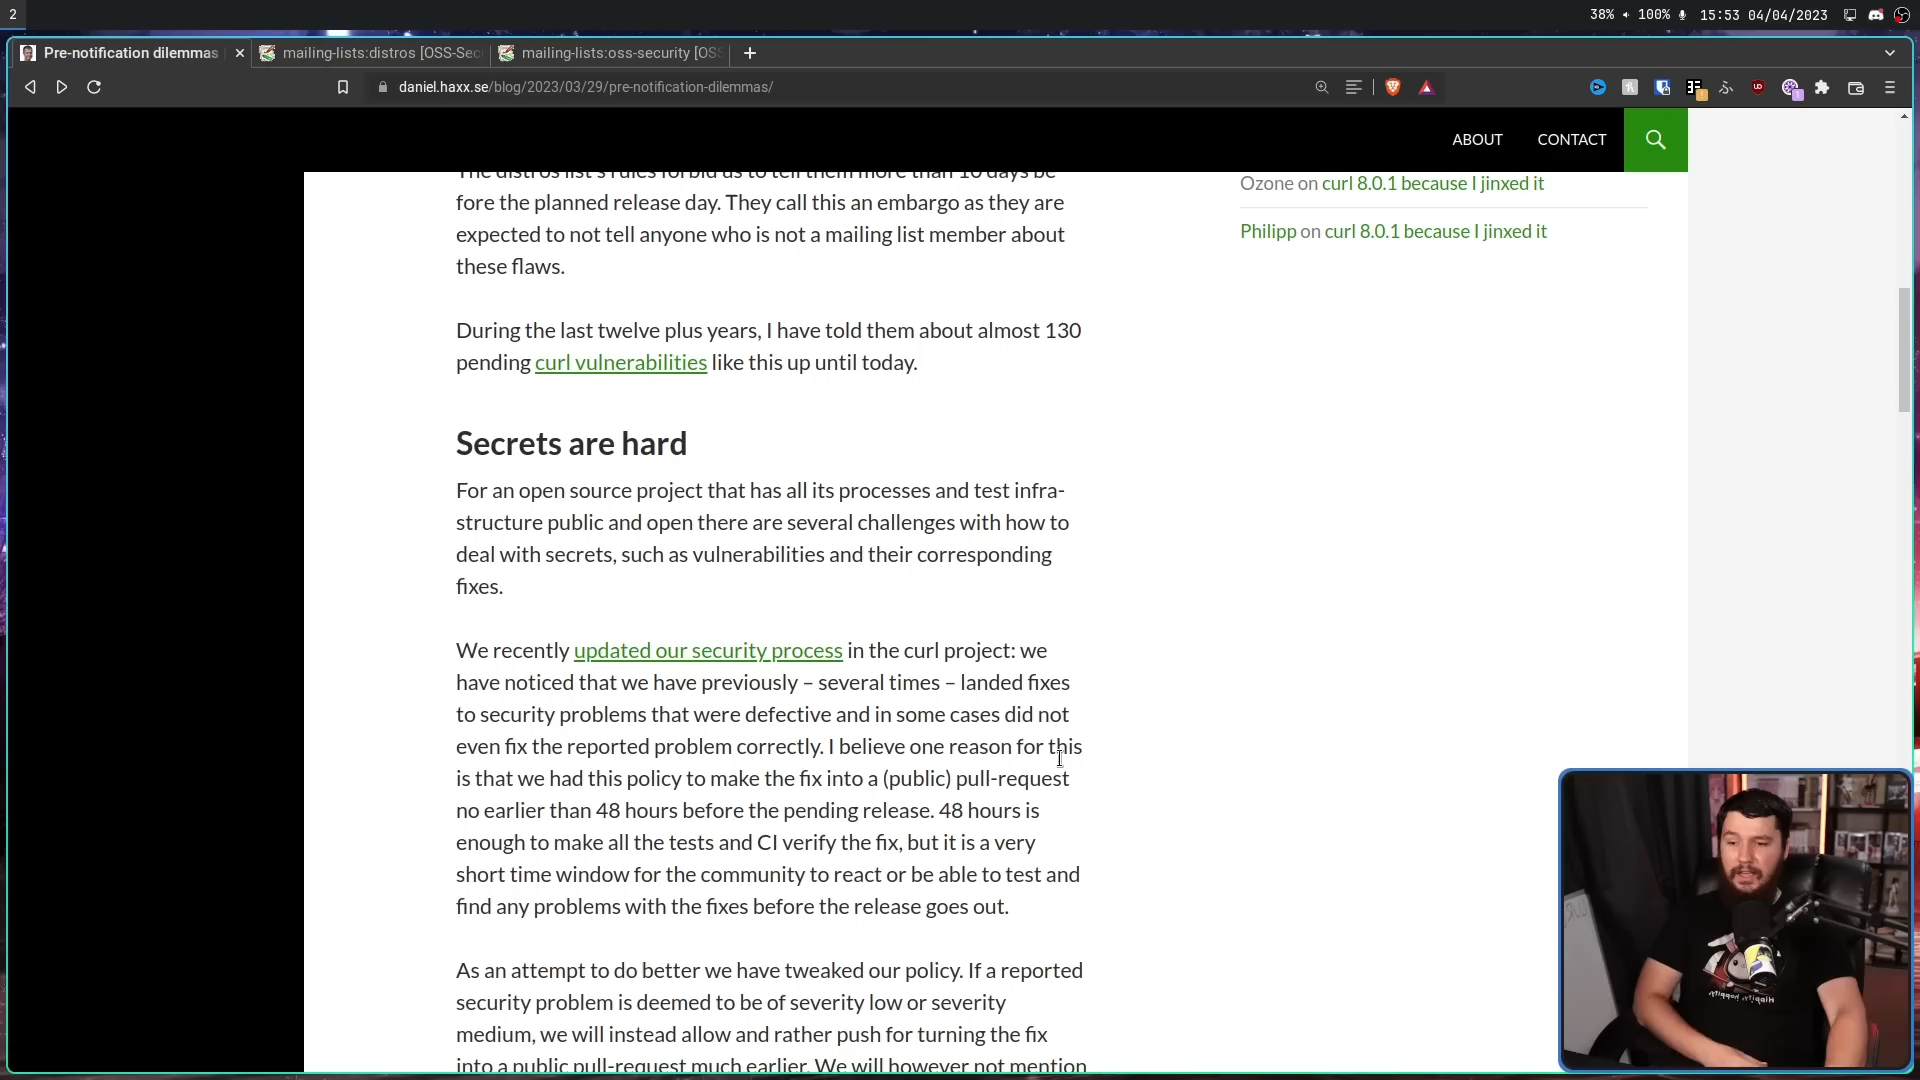 2
38% 100% 15:53 04/04/2023
Pre-notification dilemmas
mailing-lists:distros [OSS-Sec
mailing-lists:oss-security [OS
daniel.haxx.se/blog/2023/03/29/pre-notification-dilemmas/
ABOUT CONTACT
The distros list's rules forbid us to tell them more than 10 days be
fore the planned release day. They call this an embargo as they are
expected to not tell anyone who is not a mailing list member about
these flaws.
During the last twelve plus years, I have told them about almost 130
pending curl vulnerabilities like this up until today.
Secrets are hard
For an open source project that has all its processes and test infra-
structure public and open there are several challenges with how to
deal with secrets, such as vulnerabilities and their corresponding
fixes.
We recently updated our security process in the curl project: we
have noticed that we have previously – several times – landed fixes
to security problems that were defective and in some cases did not
even fix the reported problem correctly. I believe one reason for this
is that we had this policy to make the fix into a (public) pull-request
no earlier than 48 hours before the pending release. 48 hours is
enough to make all the tests and CI verify the fix, but it is a very
short time window for the community to react or be able to test and
find any problems with the fixes before the release goes out.
As an attempt to do better we have tweaked our policy. If a reported
security problem is deemed to be of severity low or severity
medium, we will instead allow and rather push for turning the fix
into a public pull-request much earlier. We will however not mention
Ozone on curl 8.0.1 because I jinxed it
Philipp on curl 8.0.1 because I jinxed it